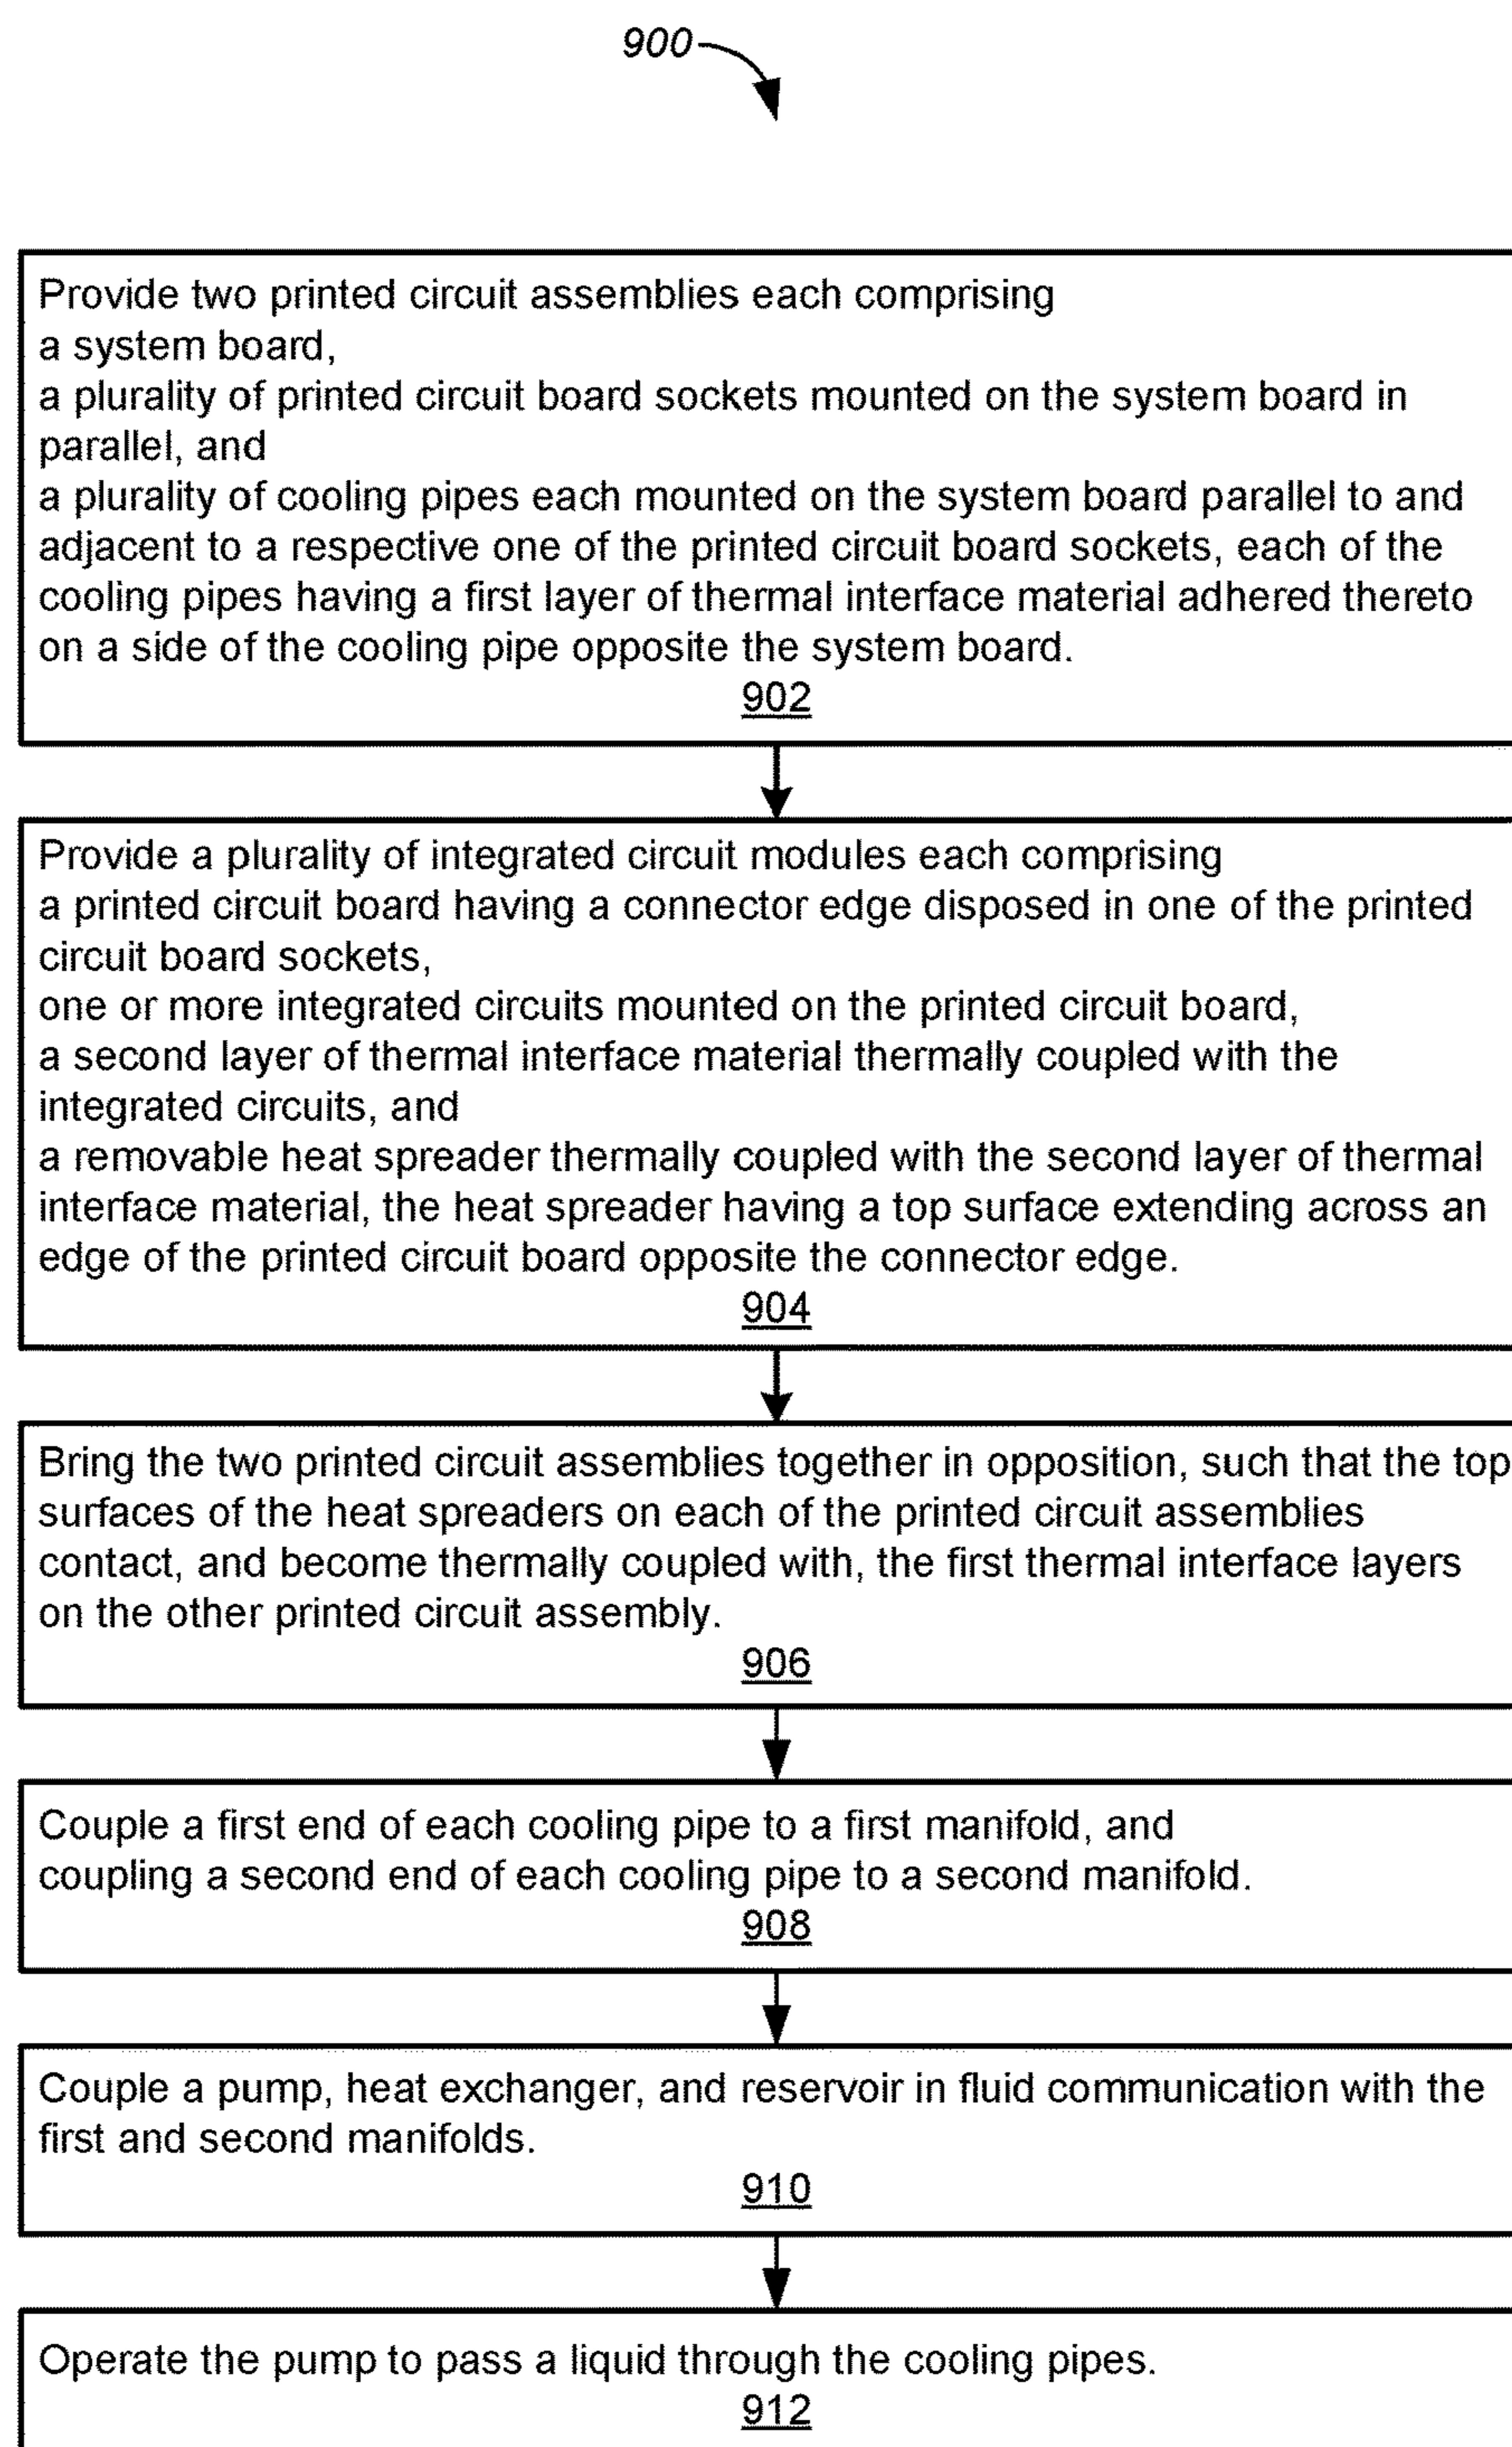 900
Provide two printed circuit assemblies each comprising
a system board,
a plurality of printed circuit board sockets mounted on the system board in
parallel, and
a plurality of cooling pipes each mounted on the system board parallel to and
adjacent to a respective one of the printed circuit board sockets, each of the
cooling pipes having a first layer of thermal interface material adhered thereto
on a side of the cooling pipe opposite the system board.
902
Provide a plurality of integrated circuit modules each comprising
a printed circuit board having a connector edge disposed in one of the printed
circuit board sockets,
one or more integrated circuits mounted on the printed circuit board,
a second layer of thermal interface material thermally coupled with the
integrated circuits, and
a removable heat spreader thermally coupled with the second layer of thermal
interface material, the heat spreader having a top surface extending across an
edge of the printed circuit board opposite the connector edge.
904
Bring the two printed circuit assemblies together in opposition, such that the top
surfaces of the heat spreaders on each of the printed circuit assemblies
contact, and become thermally coupled with, the first thermal interface layers
on the other printed circuit assembly.
906
Couple a first end of each cooling pipe to a first manifold, and
coupling a second end of each cooling pipe to a second manifold.
908
Couple a pump, heat exchanger, and reservoir in fluid communication with the
first and second manifolds.
910
Operate the pump to pass a liquid through the cooling pipes.
912